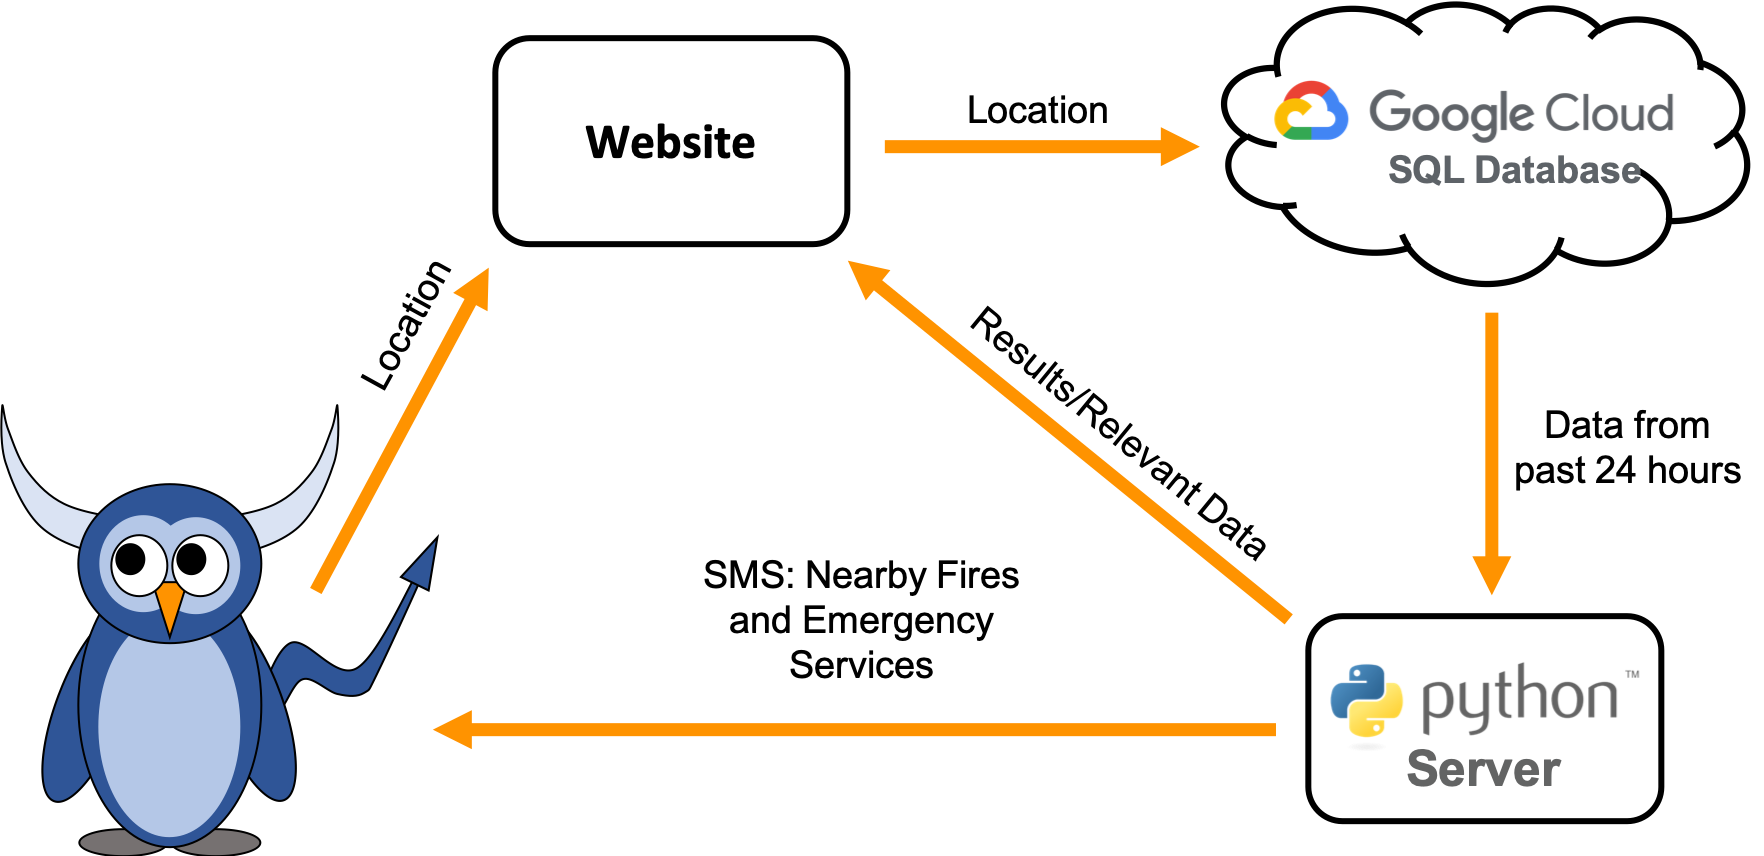 Website
Location
Google Cloud
SQL Database
Location
Results/Relevant Data
Data from
past 24 hours
SMS: Nearby Fires
and Emergency
Services
python™
Server